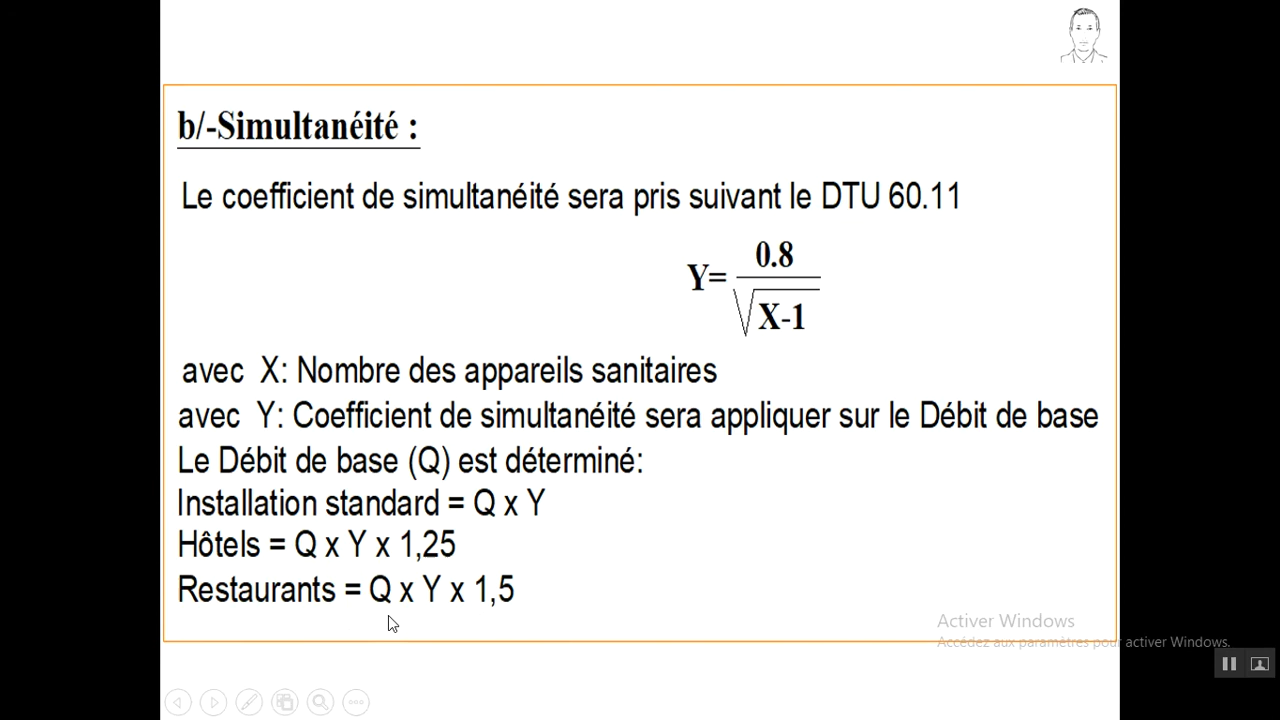 b/-Simultanéité :
Le coefficient de simultanéité sera pris suivant le DTU 60.11
Y= 0.8
√X-1
avec X: Nombre des appareils sanitaires
avec Y: Coefficient de simultanéité sera appliquer sur le Débit de base
Le Débit de base (Q) est déterminé:
Installation standard = Q x Y
Hôtels = Q x Y x 1,25
Restaurants = Q x Y x 1,5
Activer Windows
Accédez aux paramètres pour activer Windows.